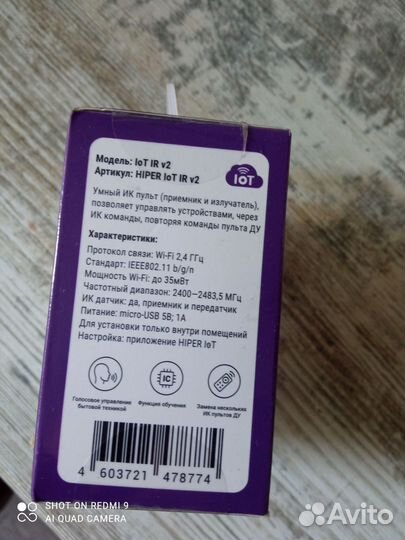 Модель: IoT IR v2
Артикул: HIPER IoT IR v2
IOT
Умный ИК пульт (приемник и излучатель),
позволяет управлять устройствами, через
ИК команды, повторяя команды пульта ДУ
Характеристики:
Протокол связи: Wi-Fi 2,4 ГГц
Стандарт: IEEE802.11 b/g/n
Мощность Wi-Fi: до 35мВт
Частотный диапазон: 2400–2483,5 МГц
ИК датчик: да, приемник и передатчик
Питание: micro-USB 5В; 1А
Для установки только внутри помещений
Настройка: приложение HIPER IoT
IC
Голосовое управление
бытовой техникой
Функция обучения
Замена нескольких
ИК пультов ДУ
4 603721 478774
SHOT ON REDMI 9
AI QUAD CAMERA
Avito